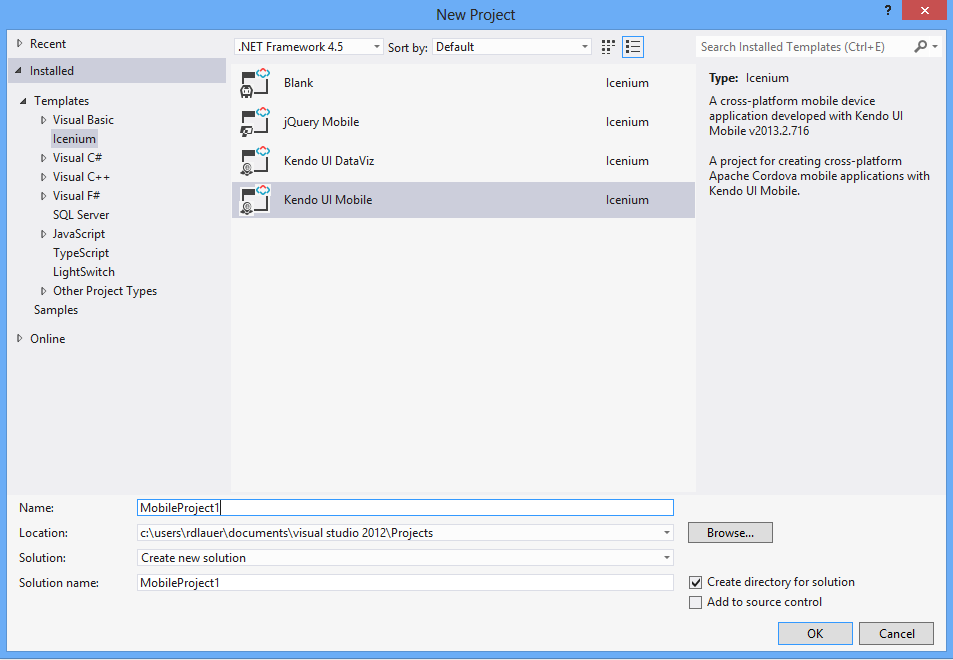 New Project
?
Recent
.NET Framework 4.5
Sort by:
Default
Search Installed Templates (Ctrl+E)
Installed
Templates
Visual Basic
Icenium
Visual C#
Visual C++
Visual F#
SQL Server
JavaScript
TypeScript
LightSwitch
Other Project Types
Samples
Online
Blank Icenium
jQuery Mobile Icenium
Kendo UI DataViz Icenium
Kendo UI Mobile Icenium
Type: Icenium
A cross-platform mobile device
application developed with Kendo UI
Mobile v2013.2.716
A project for creating cross-platform
Apache Cordova mobile applications with
Kendo UI Mobile.
Name: MobileProject1
Location: c:\users\rdlauer\documents\visual studio 2012\Projects
Browse...
Solution: Create new solution
Solution name: MobileProject1
Create directory for solution
Add to source control
OK
Cancel